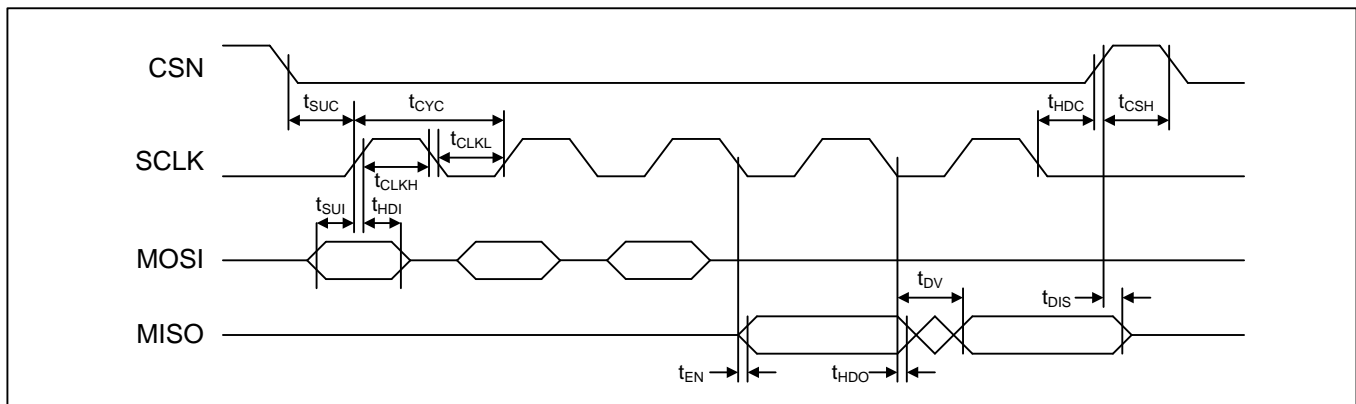 CSN
tSUC
tCYC
tHDC
tCSH
SCLK
tCLKL
tCLKH
tSUI
tHDI
MOSI
tDV
tDIS
MISO
tEN
tHDO